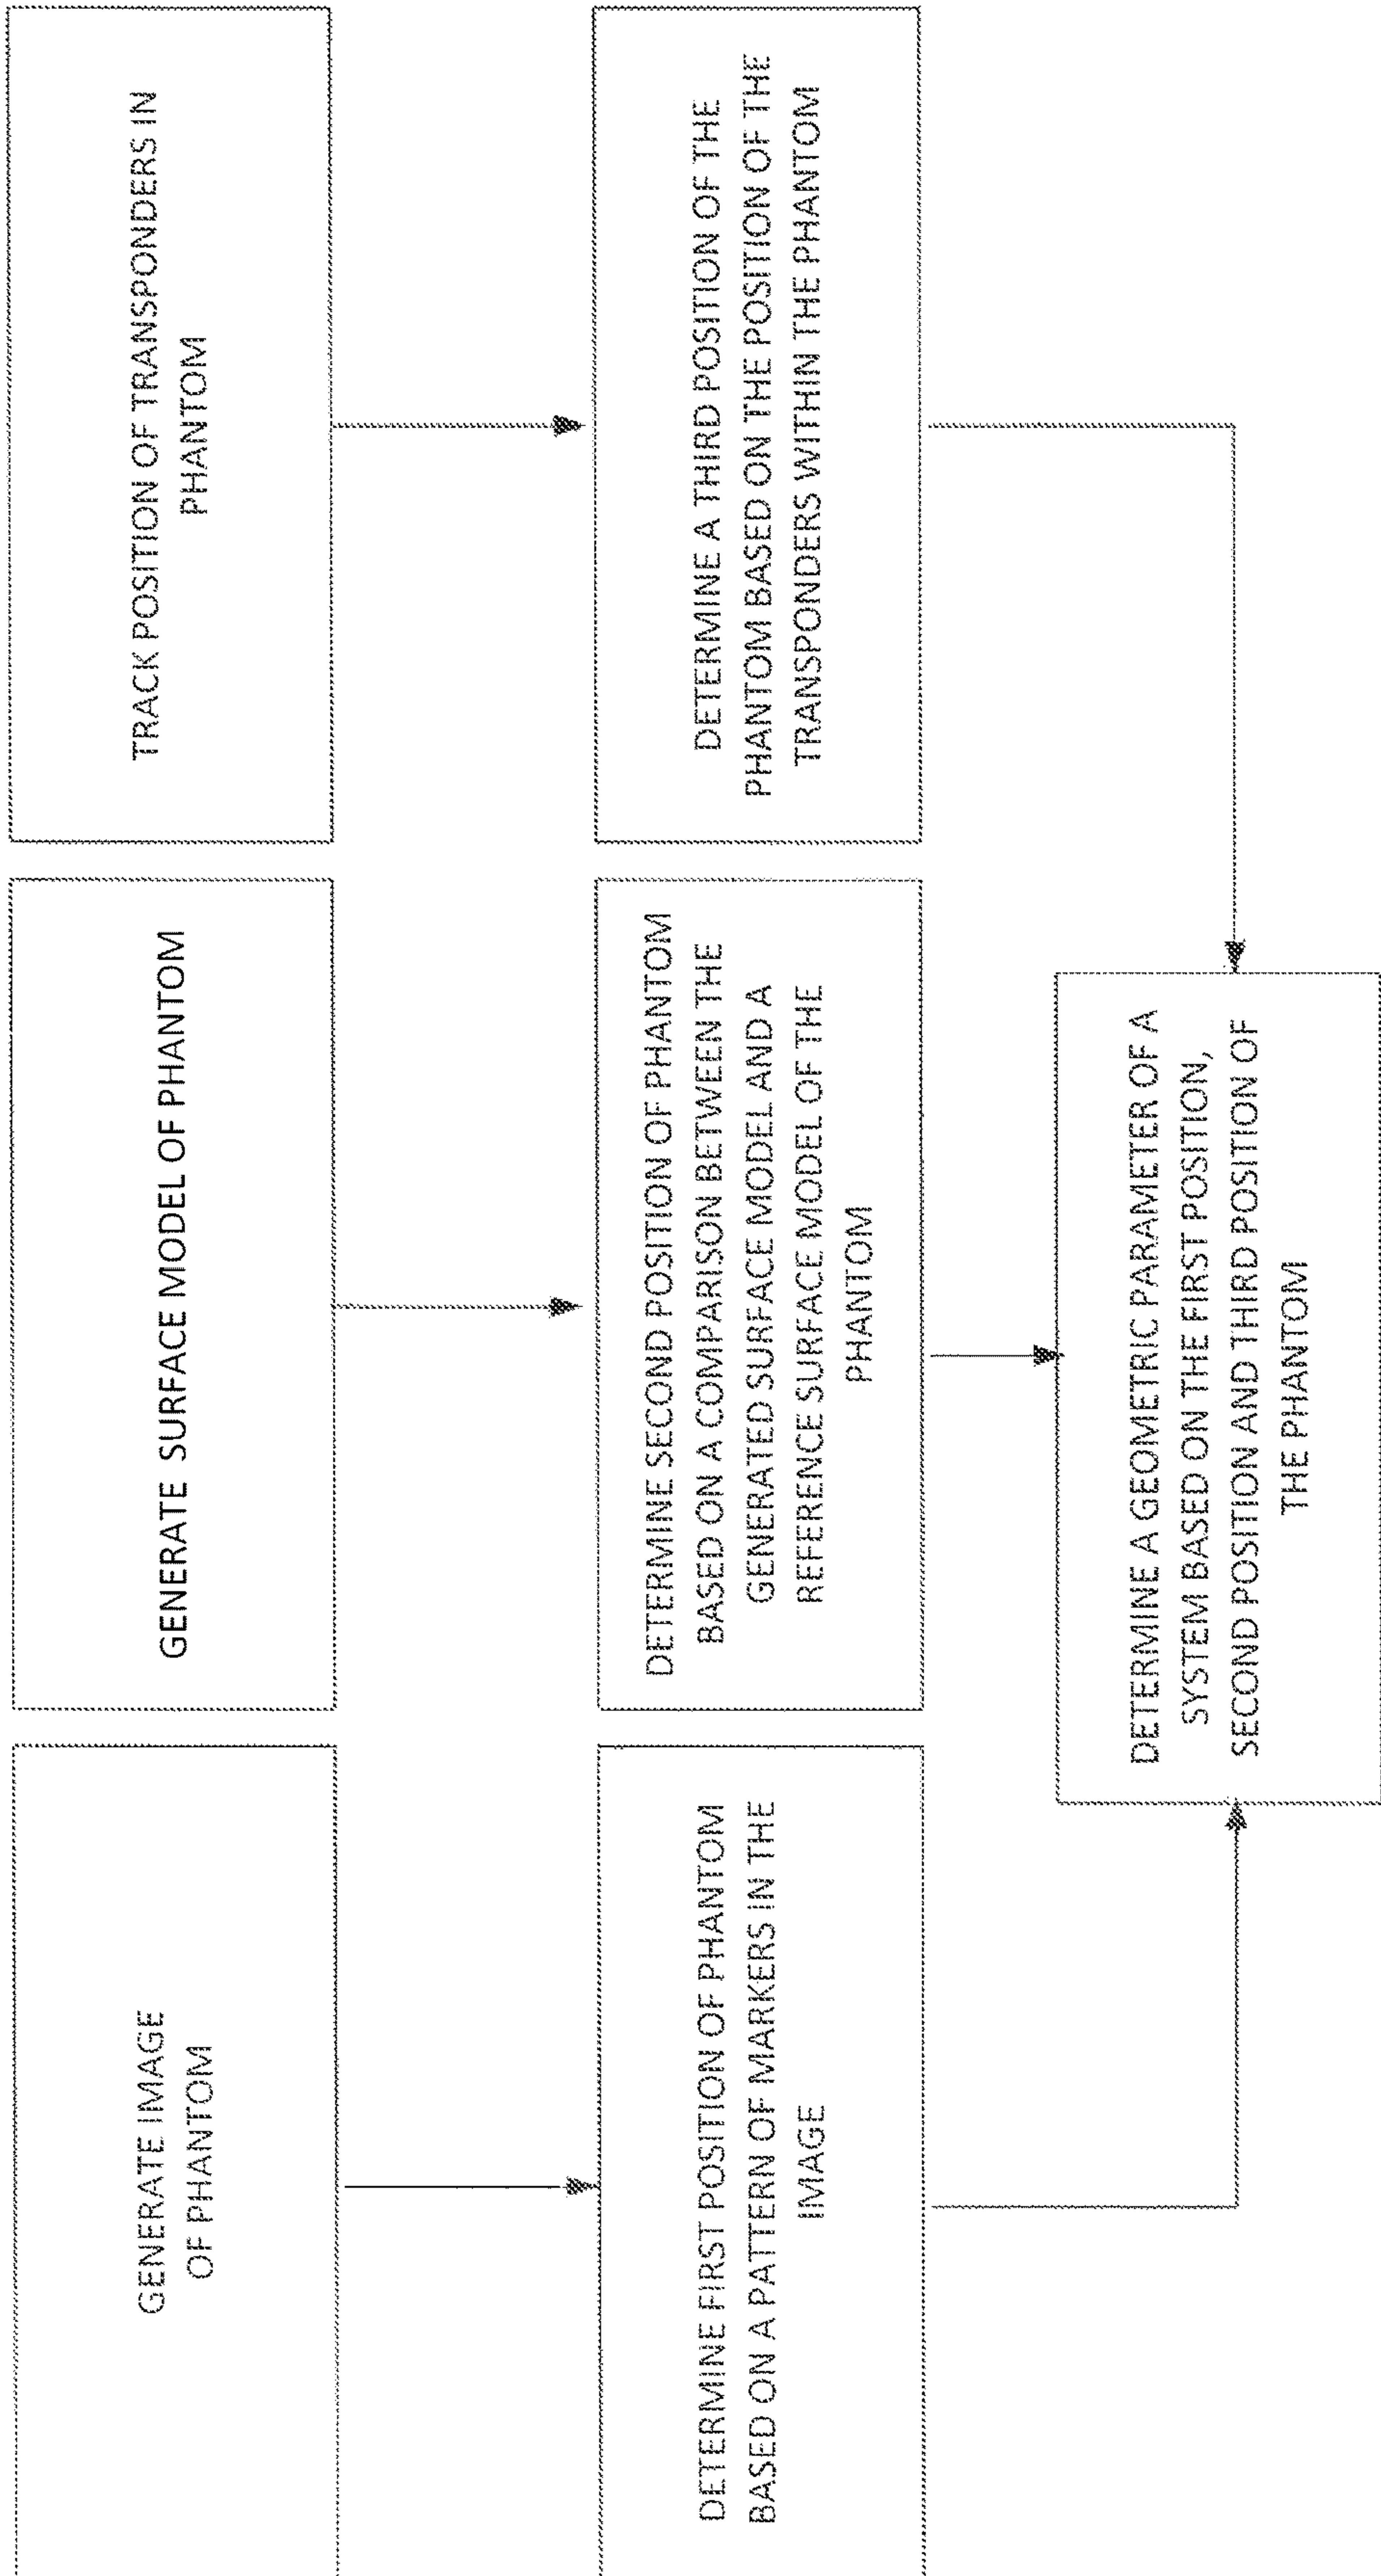 GENERATE IMAGE
OF PHANTOM
GENERATE SURFACE MODEL OF PHANTOM
TRACK POSITION OF TRANSPONDERS IN
PHANTOM
DETERMINE FIRST POSITION OF PHANTOM
BASED ON A PATTERN OF MARKERS IN THE
IMAGE
DETERMINE SECOND POSITION OF PHANTOM
BASED ON A COMPARISON BETWEEN THE
GENERATED SURFACE MODEL AND A
REFERENCE SURFACE MODEL OF THE
PHANTOM
DETERMINE A THIRD POSITION OF THE
PHANTOM BASED ON THE POSITION OF THE
TRANSPONDERS WITHIN THE PHANTOM
DETERMINE A GEOMETRIC PARAMETER OF A
SYSTEM BASED ON THE FIRST POSITION,
SECOND POSITION AND THIRD POSITION OF
THE PHANTOM